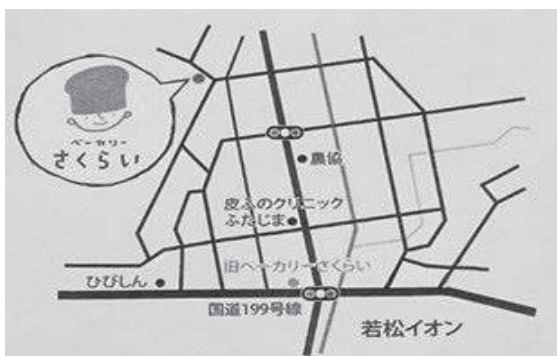 ベーカリー
さくらい
農協
皮ふのクリニック
ふたじま
旧ベーカリーさくらい
ひびしん
国道199号線
若松イオン